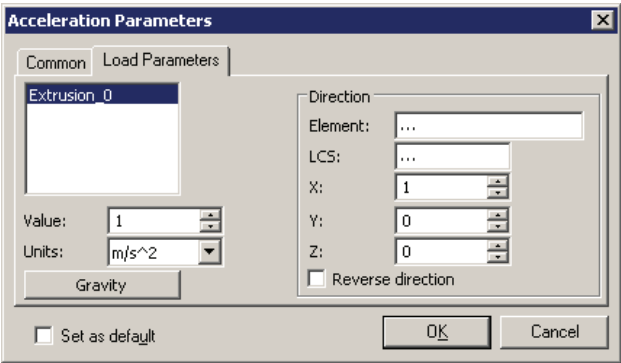 Acceleration Parameters
Common
Load Parameters
Extrusion_0
Value: 1
Units: m/s^2
Gravity
Direction
Element: ...
LCS: ...
X: 1
Y: 0
Z: 0
Reverse direction
Set as default
OK
Cancel